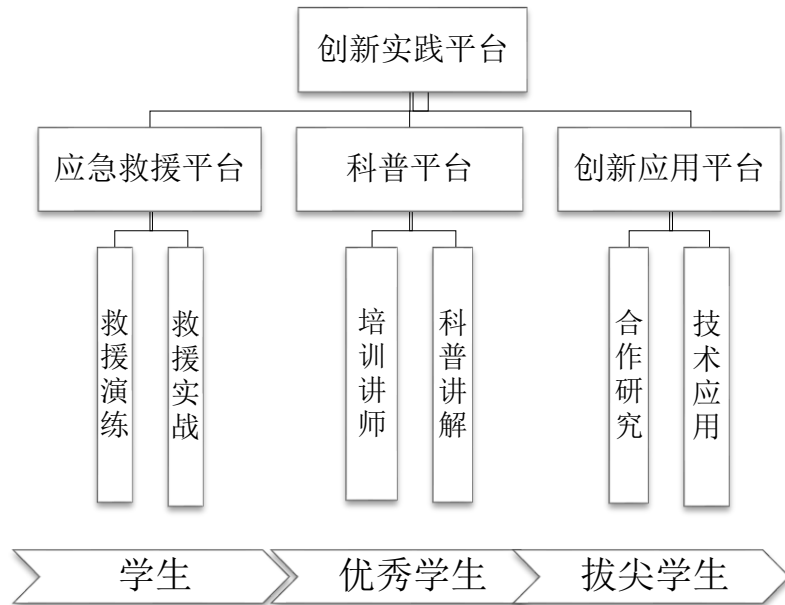 创新实践平台
应急救援平台
科普平台
创新应用平台
救援演练
救援实战
培训讲师
科普讲解
合作研究
技术应用
学生
优秀学生
拔尖学生